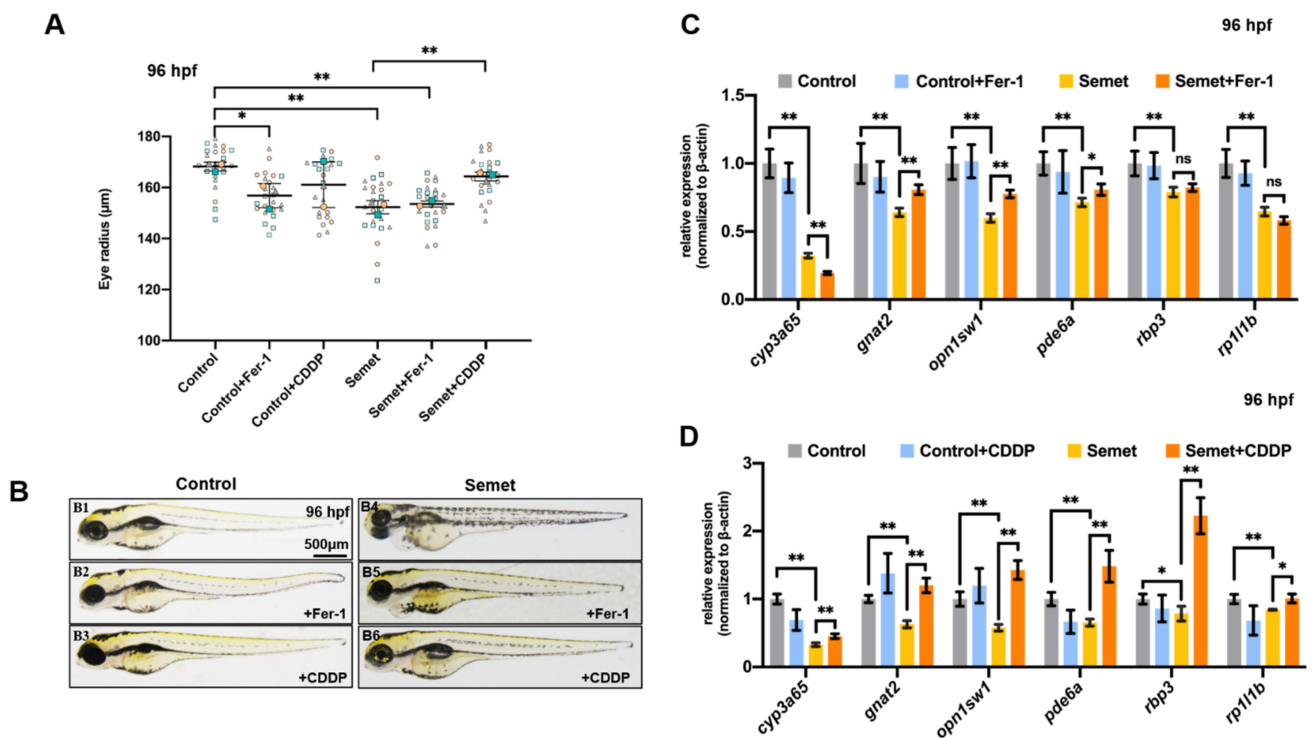 A
96 hpf
**
**
**
*
Eye radius (μm)
180
160
140
120
100
Control
Control+Fer-1
Control+CDDP
Semet
Semet+Fer-1
Semet+CDDP
B
Control
Semet
B1
96 hpf
500μm
B2
+Fer-1
B3
+CDDP
B4
B5
+Fer-1
B6
+CDDP
C
96 hpf
Control
Control+Fer-1
Semet
Semet+Fer-1
relative expression
(normalized to β-actin)
1.5
1.0
0.5
0.0
**
**
**
**
**
**
**
*
**
ns
**
ns
cyp3a65
gnat2
opn1sw1
pde6a
rbp3
rp1l1b
96 hpf
D
Control
Control+CDDP
Semet
Semet+CDDP
relative expression
(normalized to β-actin)
3
2
1
0
**
**
**
**
**
**
**
**
*
**
**
*
cyp3a65
gnat2
opn1sw1
pde6a
rbp3
rp1l1b